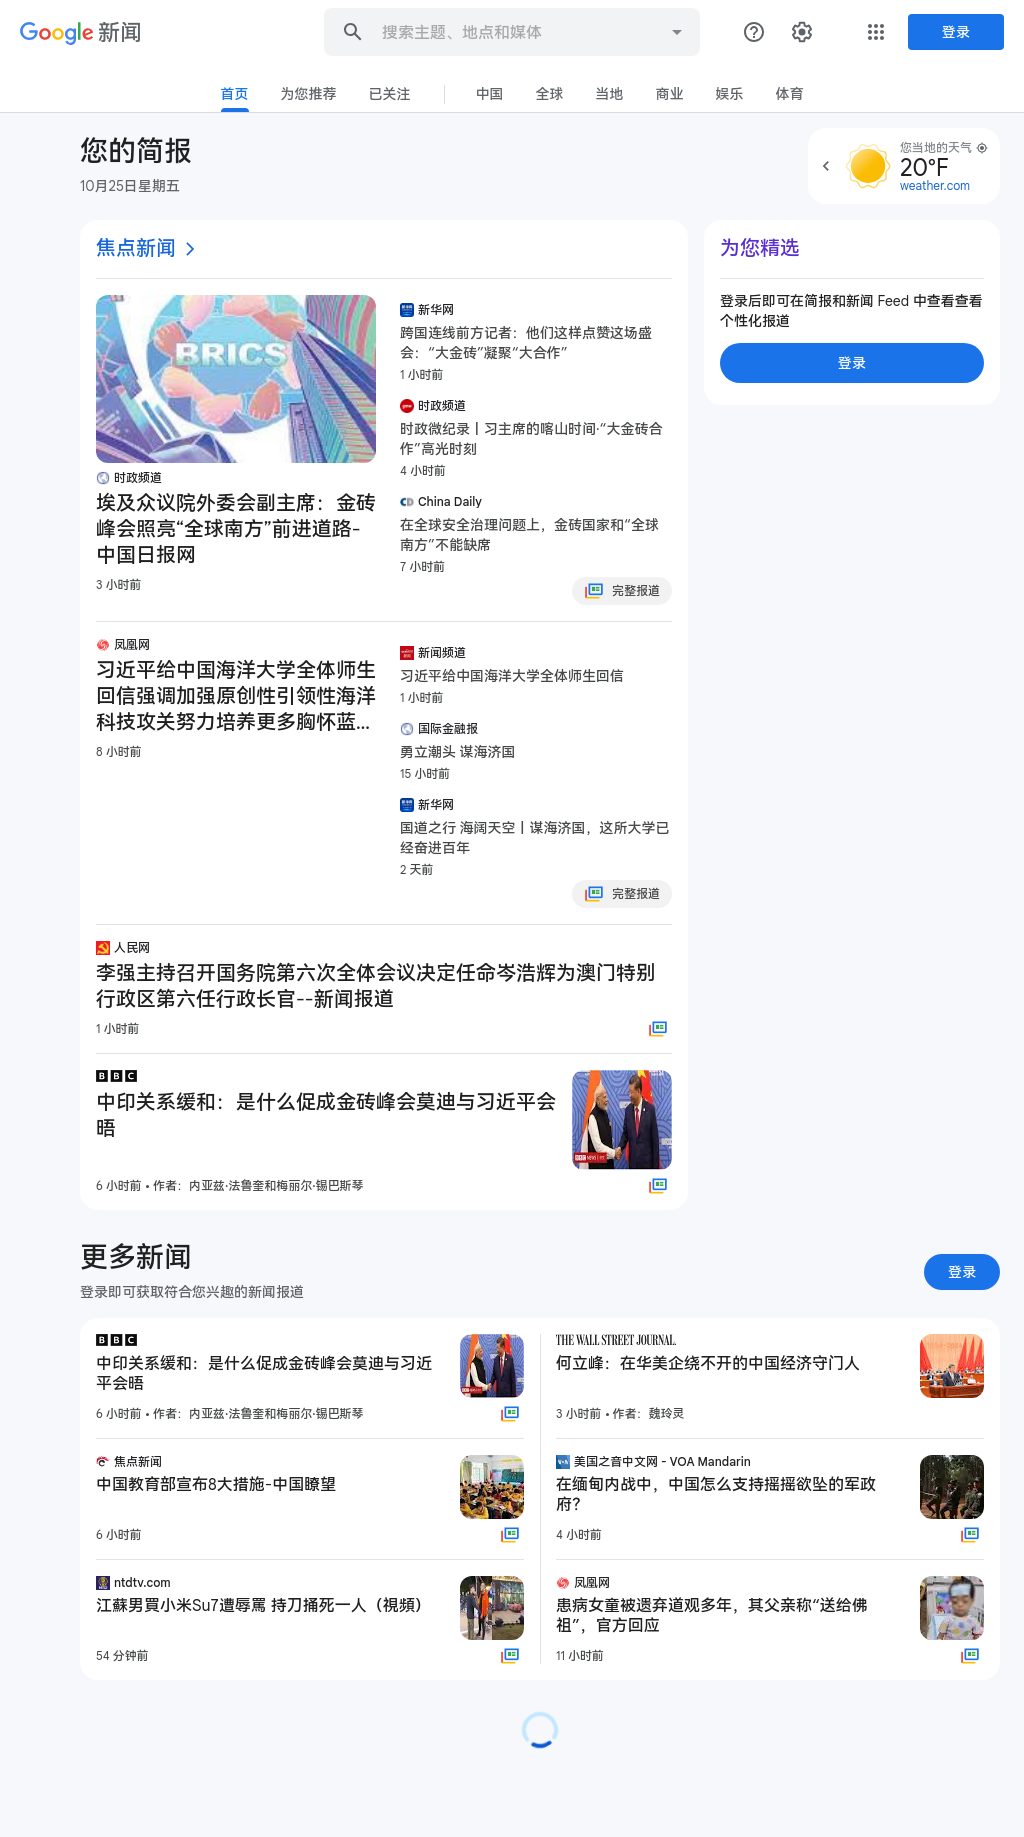 Google 新闻
搜索主题、地点和媒体
登录
首页
为您推荐
已关注
中国
全球
当地
商业
娱乐
体育
您的简报
10月25日星期五
您当地的天气
20°F
weather.com
焦点新闻
BRICS
时政频道
埃及众议院外委会副主席：金砖
峰会照亮“全球南方”前进道路-
中国日报网
3 小时前
新华网
跨国连线前方记者：他们这样点赞这场盛
会：“大金砖”凝聚“大合作”
1 小时前
时政频道
时政微纪录丨习主席的喀山时间·“大金砖合
作”高光时刻
4 小时前
China Daily
在全球安全治理问题上，金砖国家和“全球
南方”不能缺席
7 小时前
完整报道
凤凰网
习近平给中国海洋大学全体师生
回信强调加强原创性引领性海洋
科技攻关努力培养更多胸怀蓝...
8 小时前
新闻频道
习近平给中国海洋大学全体师生回信
1 小时前
国际金融报
勇立潮头 谋海济国
15 小时前
新华网
国道之行 海阔天空丨谋海济国，这所大学已
经奋进百年
2 天前
完整报道
人民网
李强主持召开国务院第六次全体会议决定任命岑浩辉为澳门特别
行政区第六任行政长官--新闻报道
1 小时前
BBC
中印关系缓和：是什么促成金砖峰会莫迪与习近平会
晤
6 小时前 • 作者：内亚兹·法鲁奎和梅丽尔·锡巴斯琴
为您精选
登录后即可在简报和新闻 Feed 中查看查看
个性化报道
登录
更多新闻
登录即可获取符合您兴趣的新闻报道
登录
BBC
中印关系缓和：是什么促成金砖峰会莫迪与习近
平会晤
6 小时前 • 作者：内亚兹·法鲁奎和梅丽尔·锡巴斯琴
THE WALL STREET JOURNAL.
何立峰：在华美企绕不开的中国经济守门人
3 小时前 • 作者：魏玲灵
焦点新闻
中国教育部宣布8大措施-中国瞭望
6 小时前
美国之音中文网 - VOA Mandarin
在缅甸内战中，中国怎么支持摇摇欲坠的军政
府？
4 小时前
ntdtv.com
江蘇男買小米Su7遭辱罵 持刀捅死一人（視頻）
54 分钟前
凤凰网
患病女童被遗弃道观多年，其父亲称“送给佛
祖”，官方回应
11 小时前